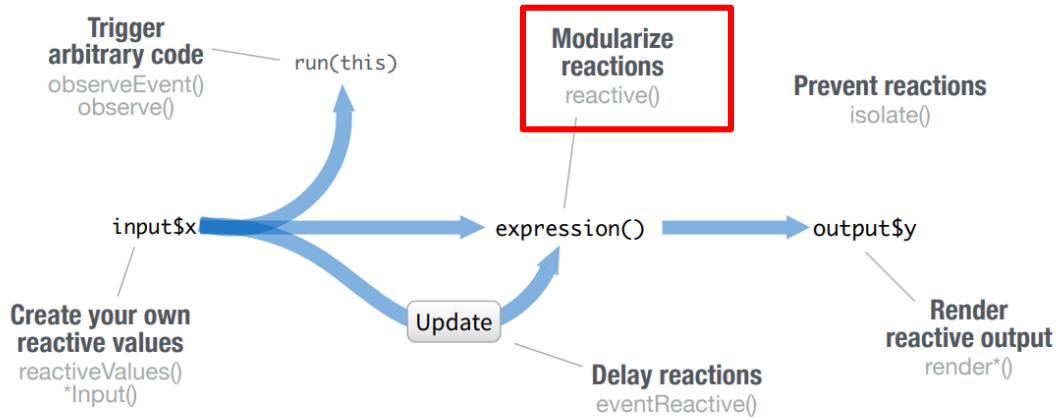 Trigger
arbitrary code
observeEvent()
observe()
run(this)
Modularize
reactions
reactive()
Prevent reactions
isolate()
input$x
expression()
output$y
Create your own
reactive values
reactiveValues()
*Input()
Update
Delay reactions
eventReactive()
Render
reactive output
render*()